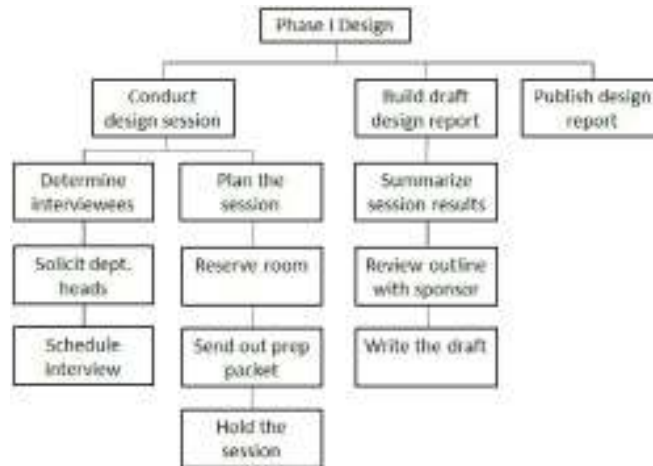 Phase I Design
Conduct
design session
Build draft
design report
Publish design
report
Determine
interviewees
Plan the
session
Summarize
session results
Solicit dept.
heads
Reserve room
Review outline
with sponsor
Schedule
interview
Send out prep
packet
Write the draft
Hold the
session